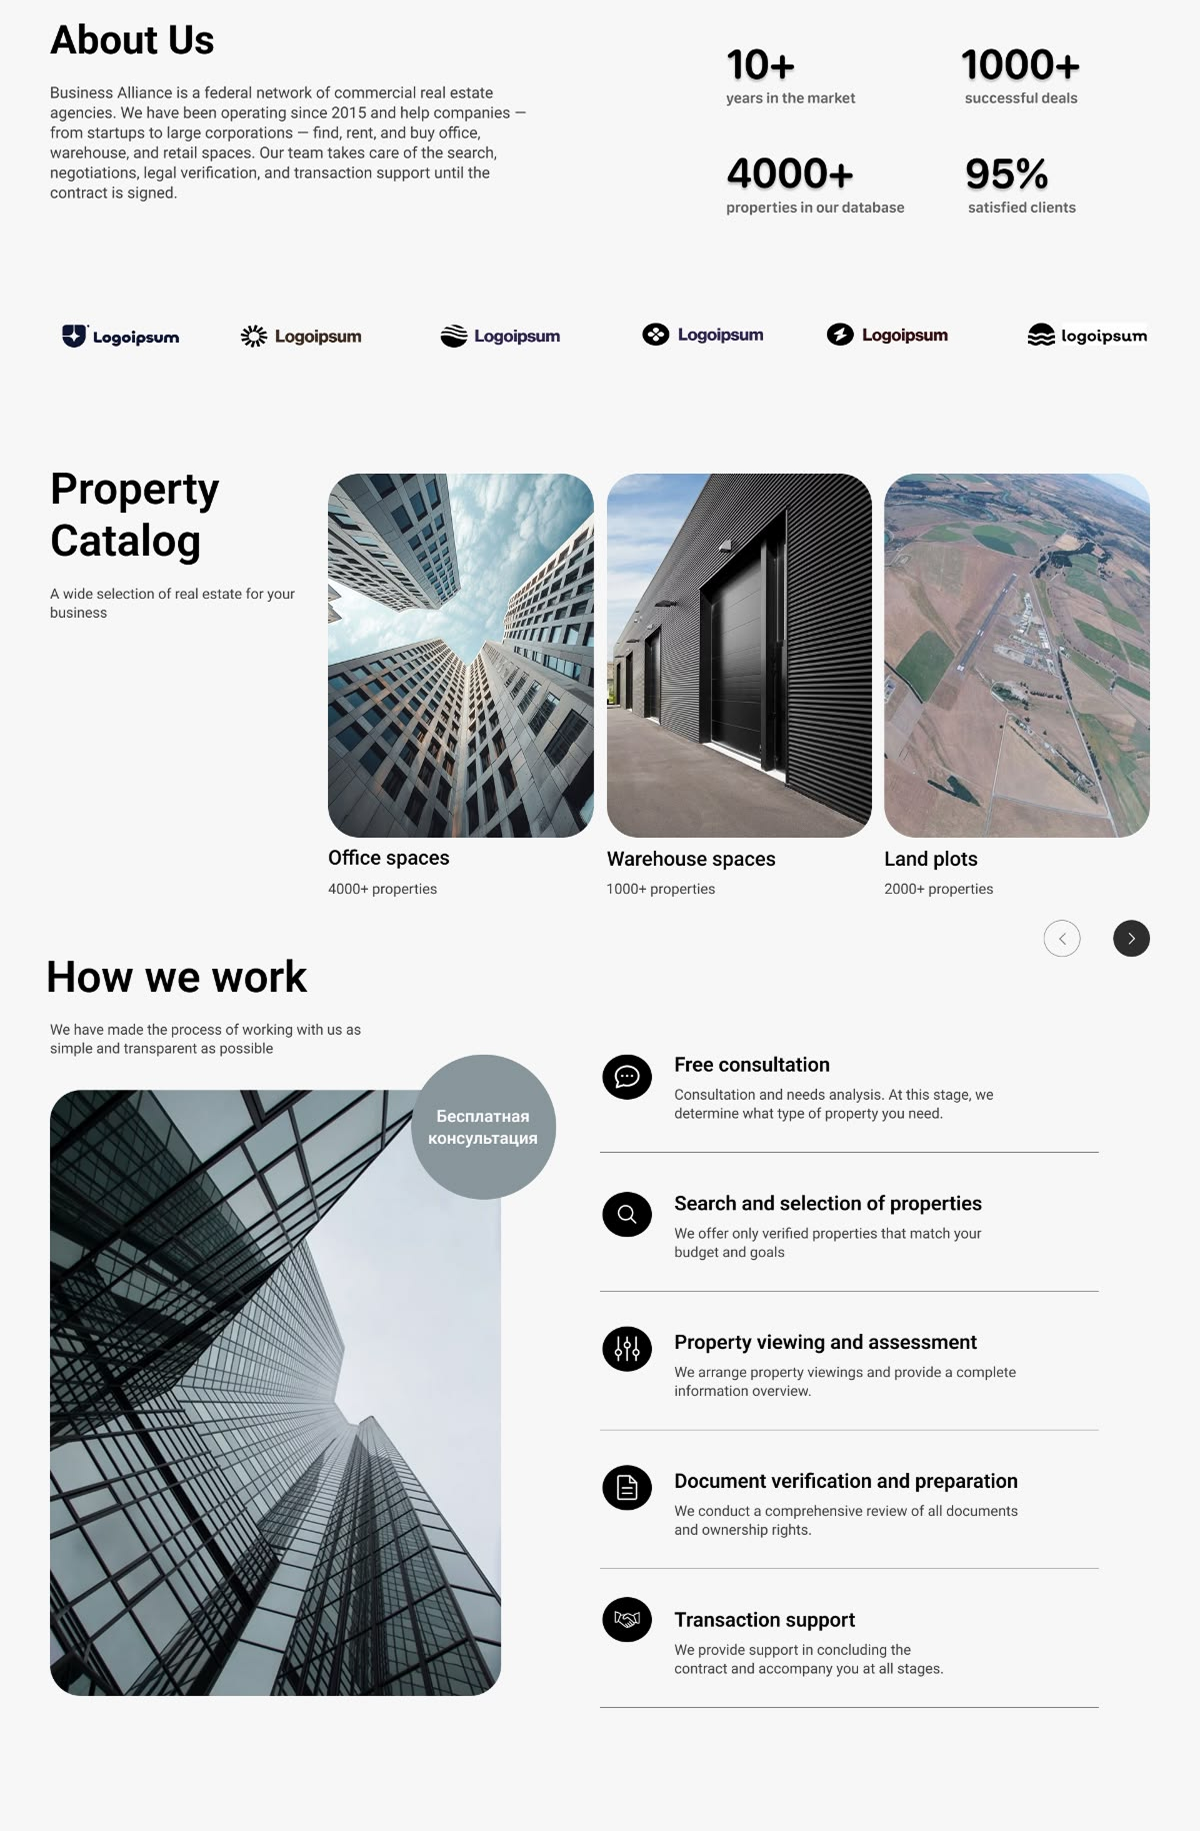 About Us
Business Alliance is a federal network of commercial real estate
agencies. We have been operating since 2015 and help companies —
from startups to large corporations — find, rent, and buy office,
warehouse, and retail spaces. Our team takes care of the search,
negotiations, legal verification, and transaction support until the
contract is signed.
10+
years in the market
1000+
successful deals
4000+
properties in our database
95%
satisfied clients
Logoipsum
Logoipsum
Logoipsum
Logoipsum
Logoipsum
logoipsum
Property
Catalog
A wide selection of real estate for your
business
Office spaces
4000+ properties
Warehouse spaces
1000+ properties
Land plots
2000+ properties
How we work
We have made the process of working with us as
simple and transparent as possible
Бесплатная
консультация
Free consultation
Consultation and needs analysis. At this stage, we
determine what type of property you need.
Search and selection of properties
We offer only verified properties that match your
budget and goals
Property viewing and assessment
We arrange property viewings and provide a complete
information overview.
Document verification and preparation
We conduct a comprehensive review of all documents
and ownership rights.
Transaction support
We provide support in concluding the
contract and accompany you at all stages.